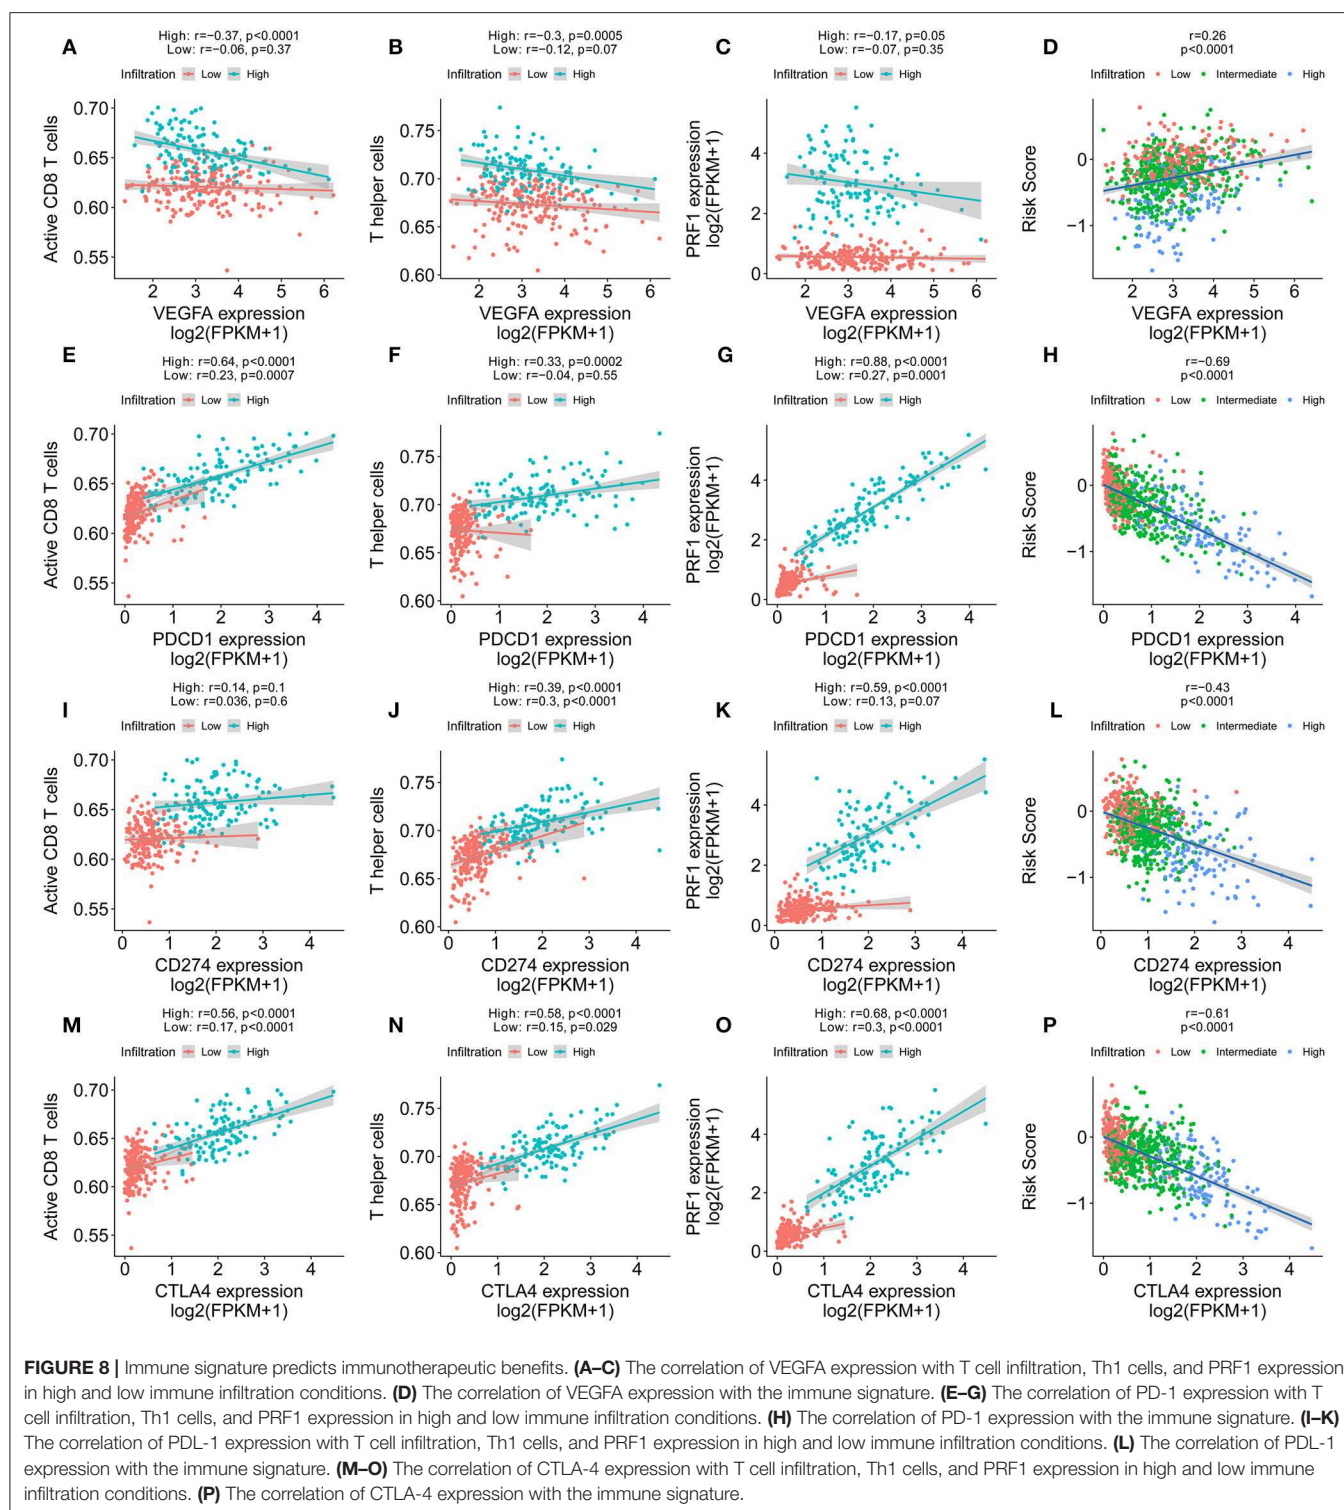 A
High: r=−0.37, p<0.0001
Low: r=−0.06, p=0.37
Infiltration Low High
Active CD8 T cells
0.70
0.65
0.60
0.55
2 3 4 5 6
VEGFA expression
log2(FPKM+1)
B
High: r=−0.3, p=0.0005
Low: r=−0.12, p=0.07
Infiltration Low High
T helper cells
0.75
0.70
0.65
0.60
2 3 4 5 6
VEGFA expression
log2(FPKM+1)
C
High: r=−0.17, p=0.05
Low: r=−0.07, p=0.35
Infiltration Low High
PRF1 expression
log2(FPKM+1)
4
2
0
2 3 4 5 6
VEGFA expression
log2(FPKM+1)
D
r=0.26
p<0.0001
Infiltration Low Intermediate High
Risk Score
0
−1
2 3 4 5 6
VEGFA expression
log2(FPKM+1)
E
High: r=0.64, p<0.0001
Low: r=0.23, p=0.0007
Infiltration Low High
Active CD8 T cells
0.70
0.65
0.60
0.55
0 1 2 3 4
PDCD1 expression
log2(FPKM+1)
F
High: r=0.33, p=0.0002
Low: r=−0.04, p=0.55
Infiltration Low High
T helper cells
0.75
0.70
0.65
0.60
0 1 2 3 4
PDCD1 expression
log2(FPKM+1)
G
High: r=0.88, p<0.0001
Low: r=0.27, p=0.0001
Infiltration Low High
PRF1 expression
log2(FPKM+1)
4
2
0
0 1 2 3 4
PDCD1 expression
log2(FPKM+1)
H
r=−0.69
p<0.0001
Infiltration Low Intermediate High
Risk Score
0
−1
0 1 2 3 4
PDCD1 expression
log2(FPKM+1)
I
High: r=0.14, p=0.1
Low: r=0.036, p=0.6
Infiltration Low High
Active CD8 T cells
0.70
0.65
0.60
0.55
0 1 2 3 4
CD274 expression
log2(FPKM+1)
J
High: r=0.39, p<0.0001
Low: r=0.3, p<0.0001
Infiltration Low High
T helper cells
0.75
0.70
0.65
0.60
0 1 2 3 4
CD274 expression
log2(FPKM+1)
K
High: r=0.59, p<0.0001
Low: r=0.13, p=0.07
Infiltration Low High
PRF1 expression
log2(FPKM+1)
4
2
0
0 1 2 3 4
CD274 expression
log2(FPKM+1)
L
r=−0.43
p<0.0001
Infiltration Low Intermediate High
Risk Score
0
−1
0 1 2 3 4
CD274 expression
log2(FPKM+1)
M
High: r=0.56, p<0.0001
Low: r=0.17, p<0.0001
Infiltration Low High
Active CD8 T cells
0.70
0.65
0.60
0.55
0 1 2 3 4
CTLA4 expression
log2(FPKM+1)
N
High: r=0.58, p<0.0001
Low: r=0.15, p=0.029
Infiltration Low High
T helper cells
0.75
0.70
0.65
0.60
0 1 2 3 4
CTLA4 expression
log2(FPKM+1)
O
High: r=0.68, p<0.0001
Low: r=0.3, p<0.0001
Infiltration Low High
PRF1 expression
log2(FPKM+1)
4
2
0
0 1 2 3 4
CTLA4 expression
log2(FPKM+1)
P
r=−0.61
p<0.0001
Infiltration Low Intermediate High
Risk Score
0
−1
0 1 2 3 4
CTLA4 expression
log2(FPKM+1)
FIGURE 8 | Immune signature predicts immunotherapeutic benefits. (A–C) The correlation of VEGFA expression with T cell infiltration, Th1 cells, and PRF1 expression
in high and low immune infiltration conditions. (D) The correlation of VEGFA expression with the immune signature. (E–G) The correlation of PD-1 expression with T
cell infiltration, Th1 cells, and PRF1 expression in high and low immune infiltration conditions. (H) The correlation of PD-1 expression with the immune signature. (I–K)
The correlation of PDL-1 expression with T cell infiltration, Th1 cells, and PRF1 expression in high and low immune infiltration conditions. (L) The correlation of PDL-1
expression with the immune signature. (M–O) The correlation of CTLA-4 expression with T cell infiltration, Th1 cells, and PRF1 expression in high and low immune
infiltration conditions. (P) The correlation of CTLA-4 expression with the immune signature.